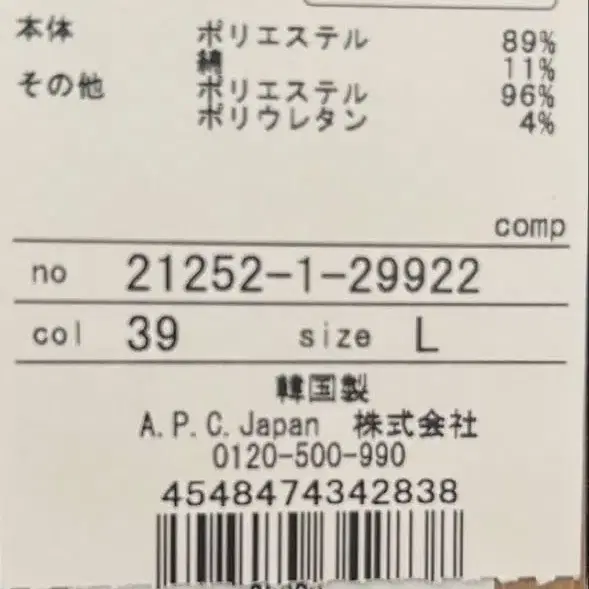 本体 ポリエステル 89%
綿 11%
その他 ポリエステル 96%
ポリウレタン 4%
comp
no 21252-1-29922
col 39 size L
韓国製
A.P.C.Japan 株式会社
0120-500-990
4548474342838